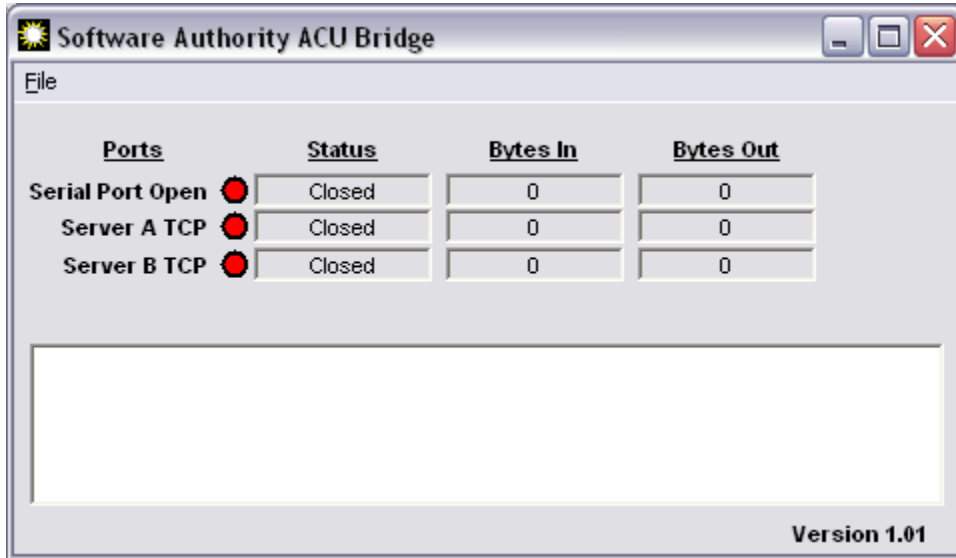 Software Authority ACU Bridge
File
Ports Status Bytes In Bytes Out
Serial Port Open Closed 0 0
Server A TCP Closed 0 0
Server B TCP Closed 0 0
Version 1.01